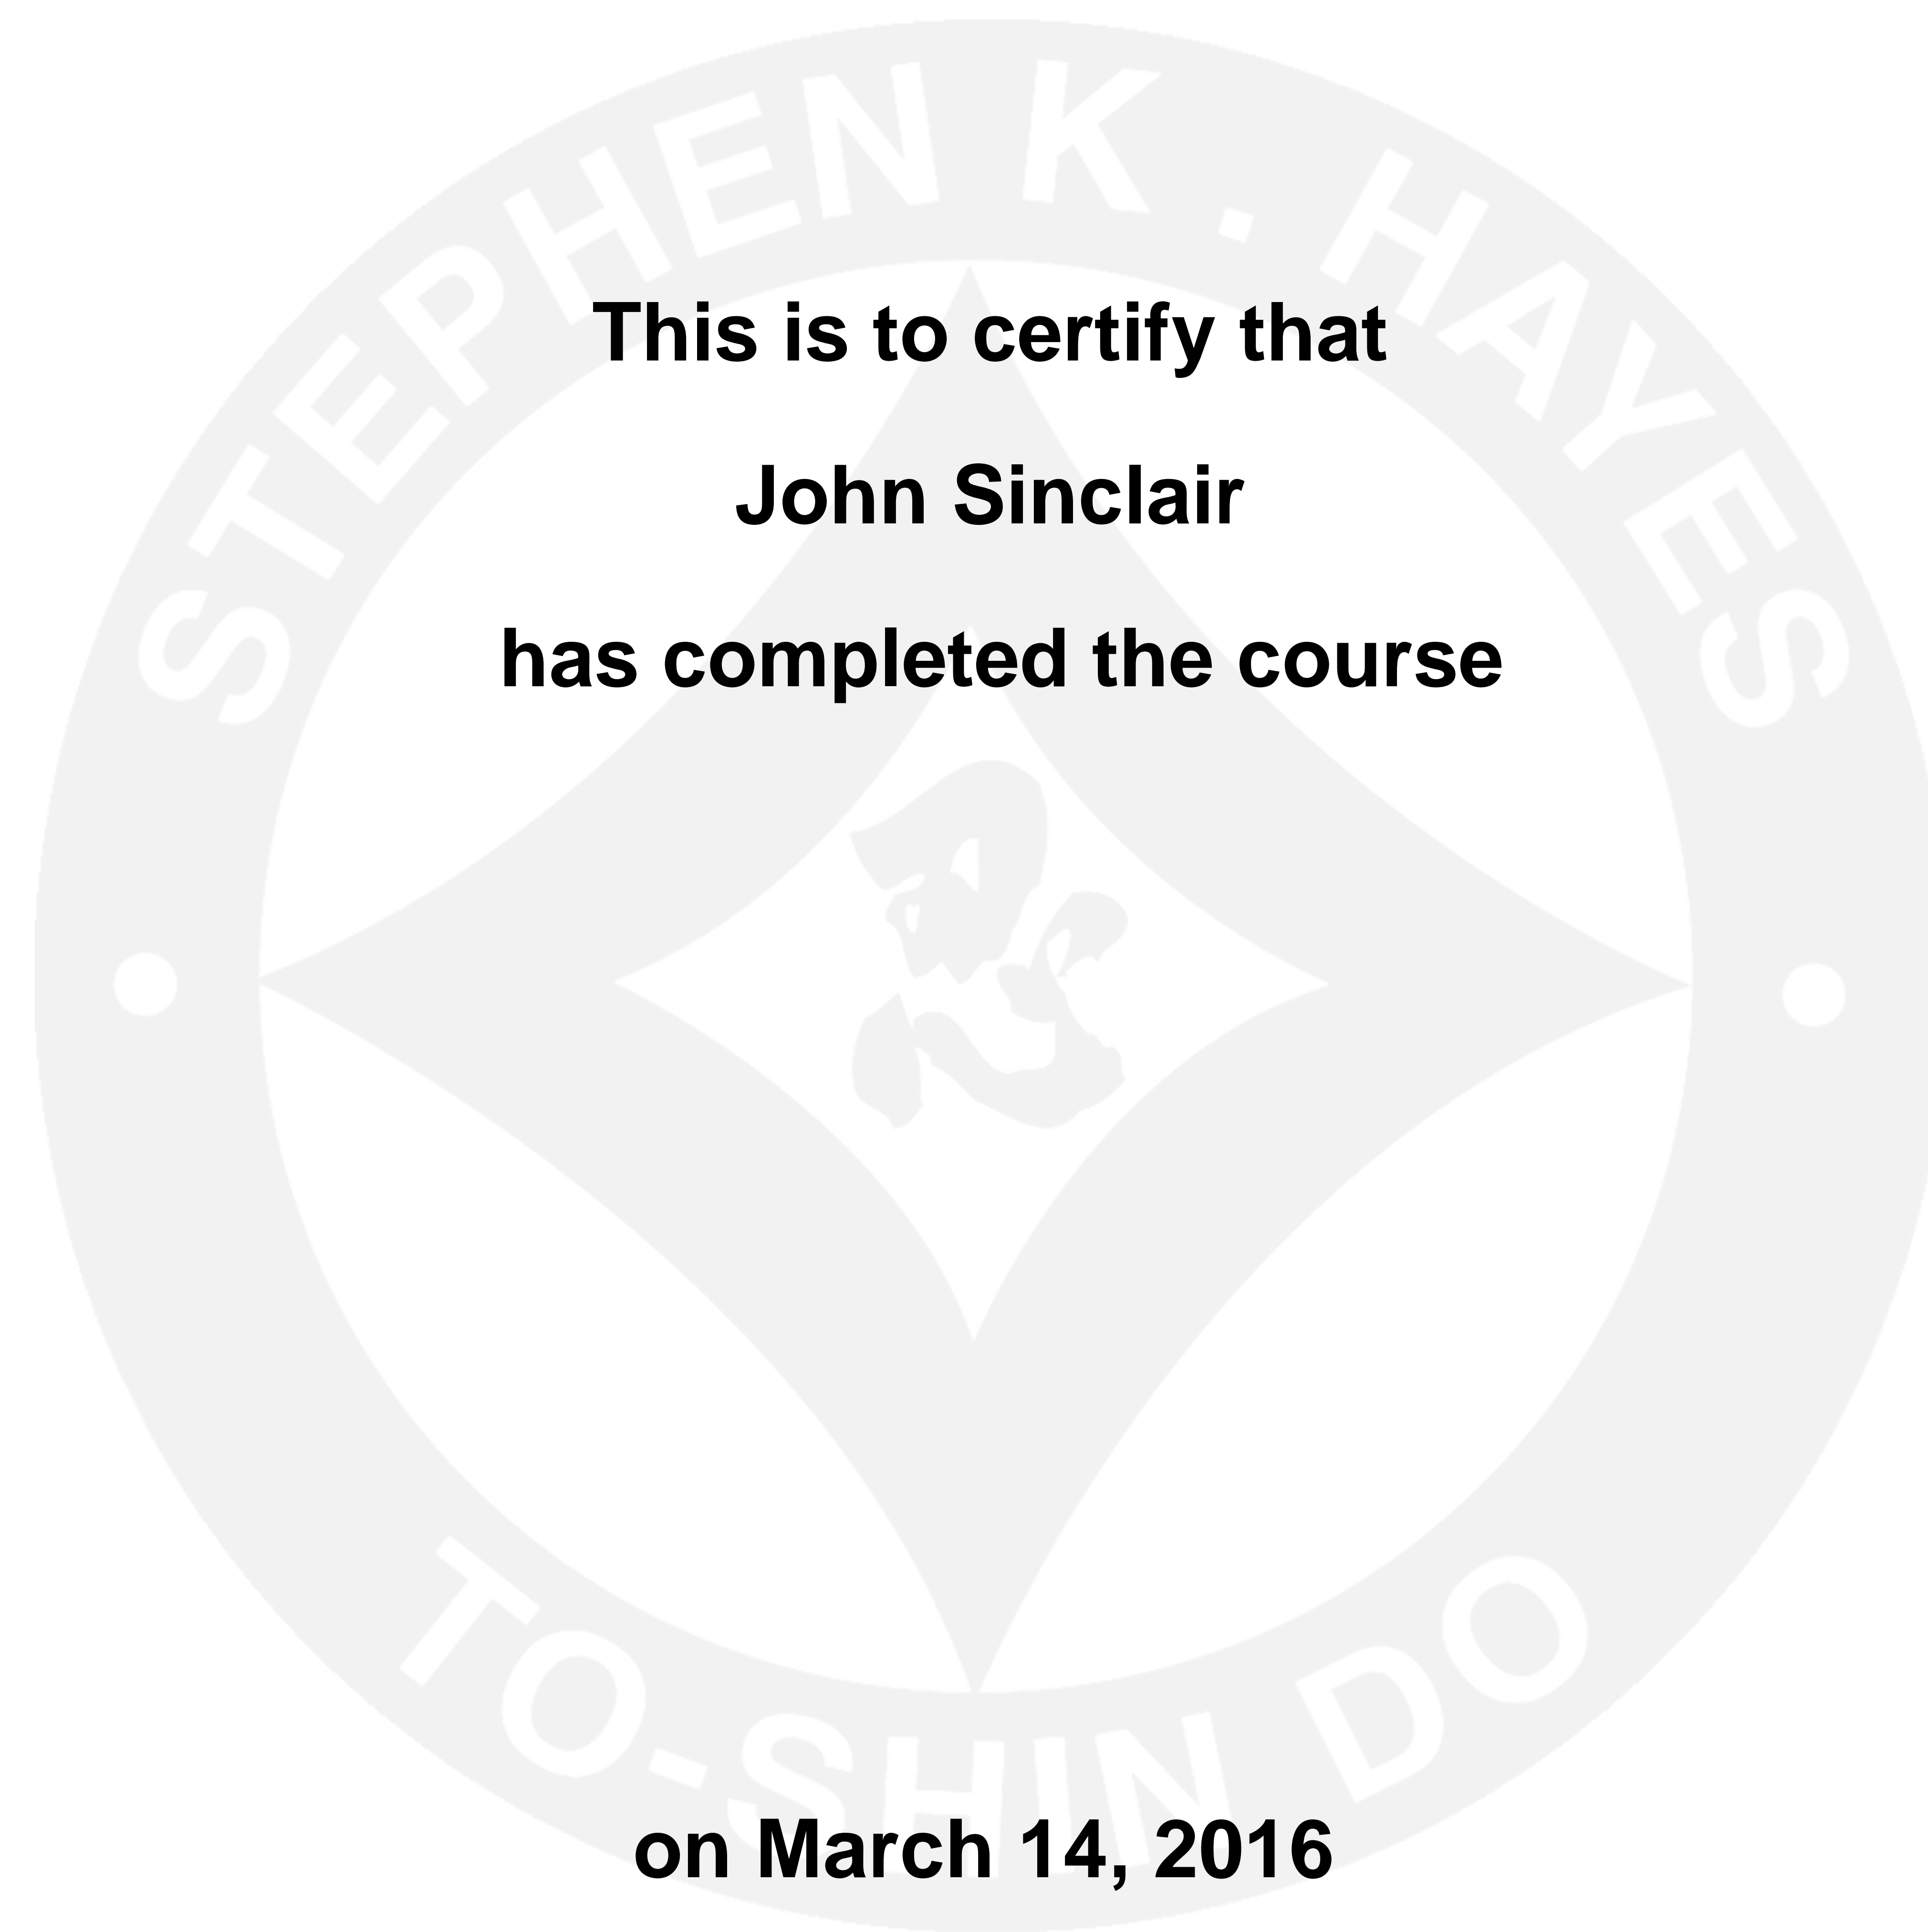 STEPHEN K. HAYES
This is to certify that
John Sinclair
has completed the course
忍
TO-SHIN DO
on March 14, 2016